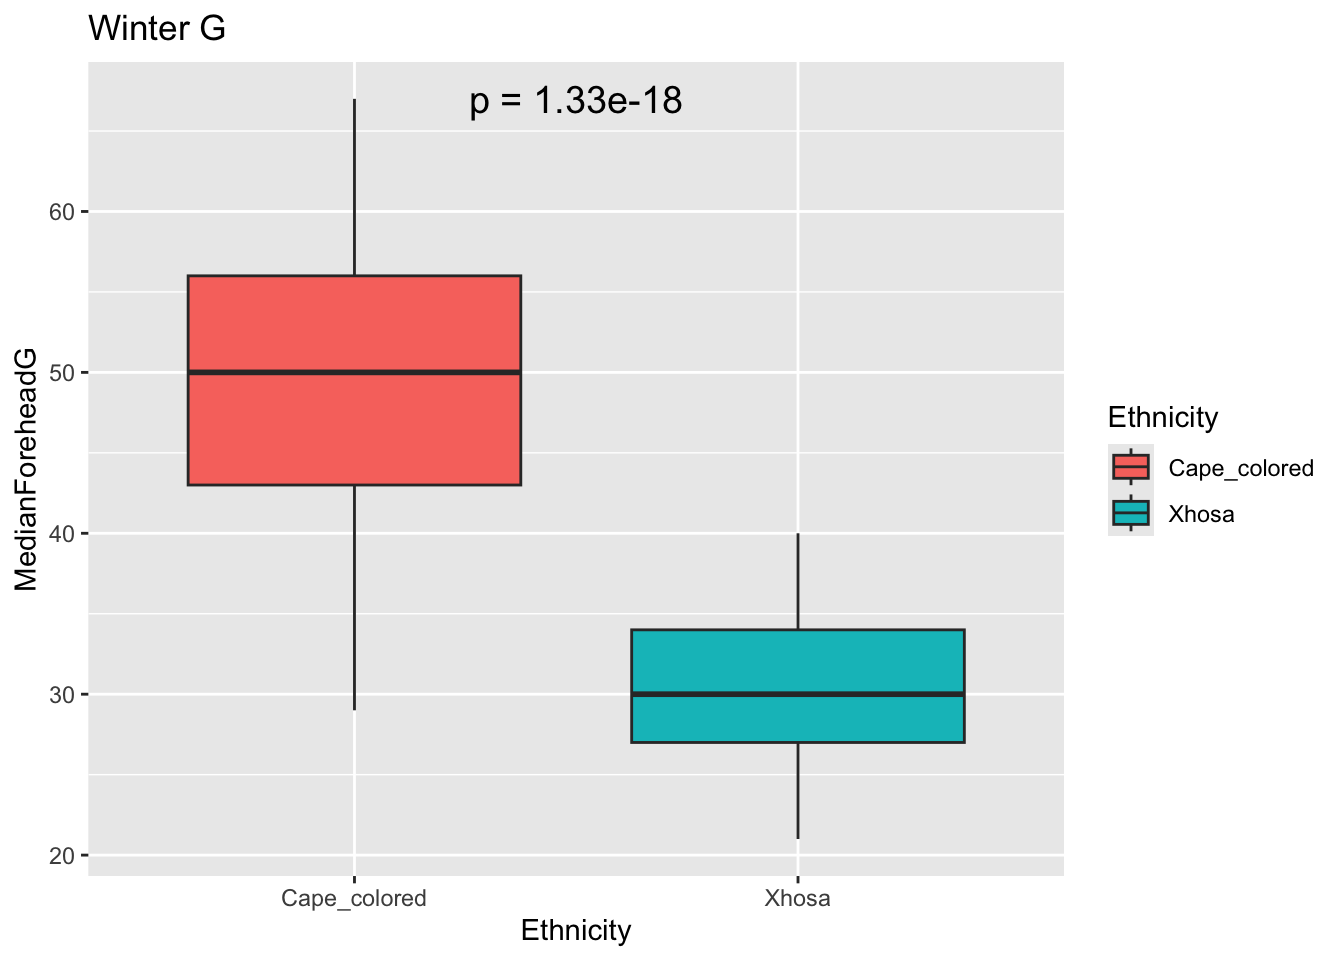 Winter G
p = 1.33e-18
60
50
40
30
20
MedianForeheadG
Cape_colored
Xhosa
Ethnicity
Ethnicity
Cape_colored
Xhosa